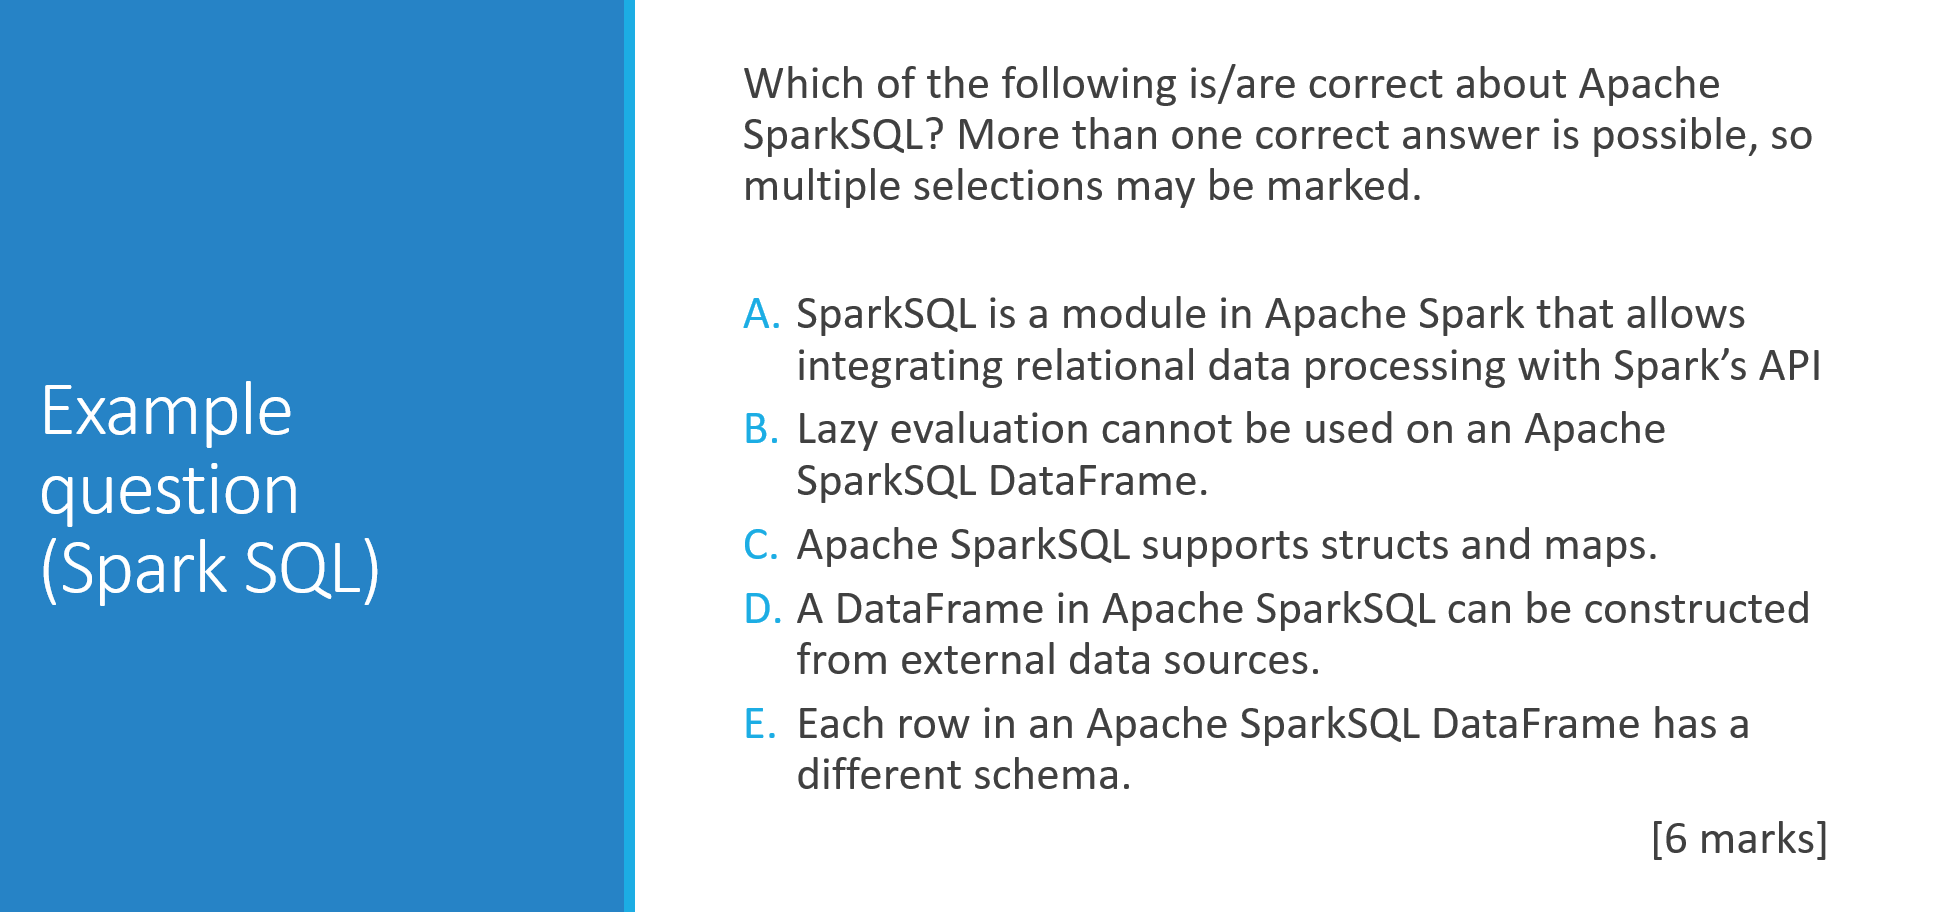 Example
question
(Spark SQL)
Which of the following is/are correct about Apache
SparkSQL? More than one correct answer is possible, so
multiple selections may be marked.
A. SparkSQL is a module in Apache Spark that allows
integrating relational data processing with Spark’s API
B. Lazy evaluation cannot be used on an Apache
SparkSQL DataFrame.
C. Apache SparkSQL supports structs and maps.
D. A DataFrame in Apache SparkSQL can be constructed
from external data sources.
E. Each row in an Apache SparkSQL DataFrame has a
different schema.
[6 marks]